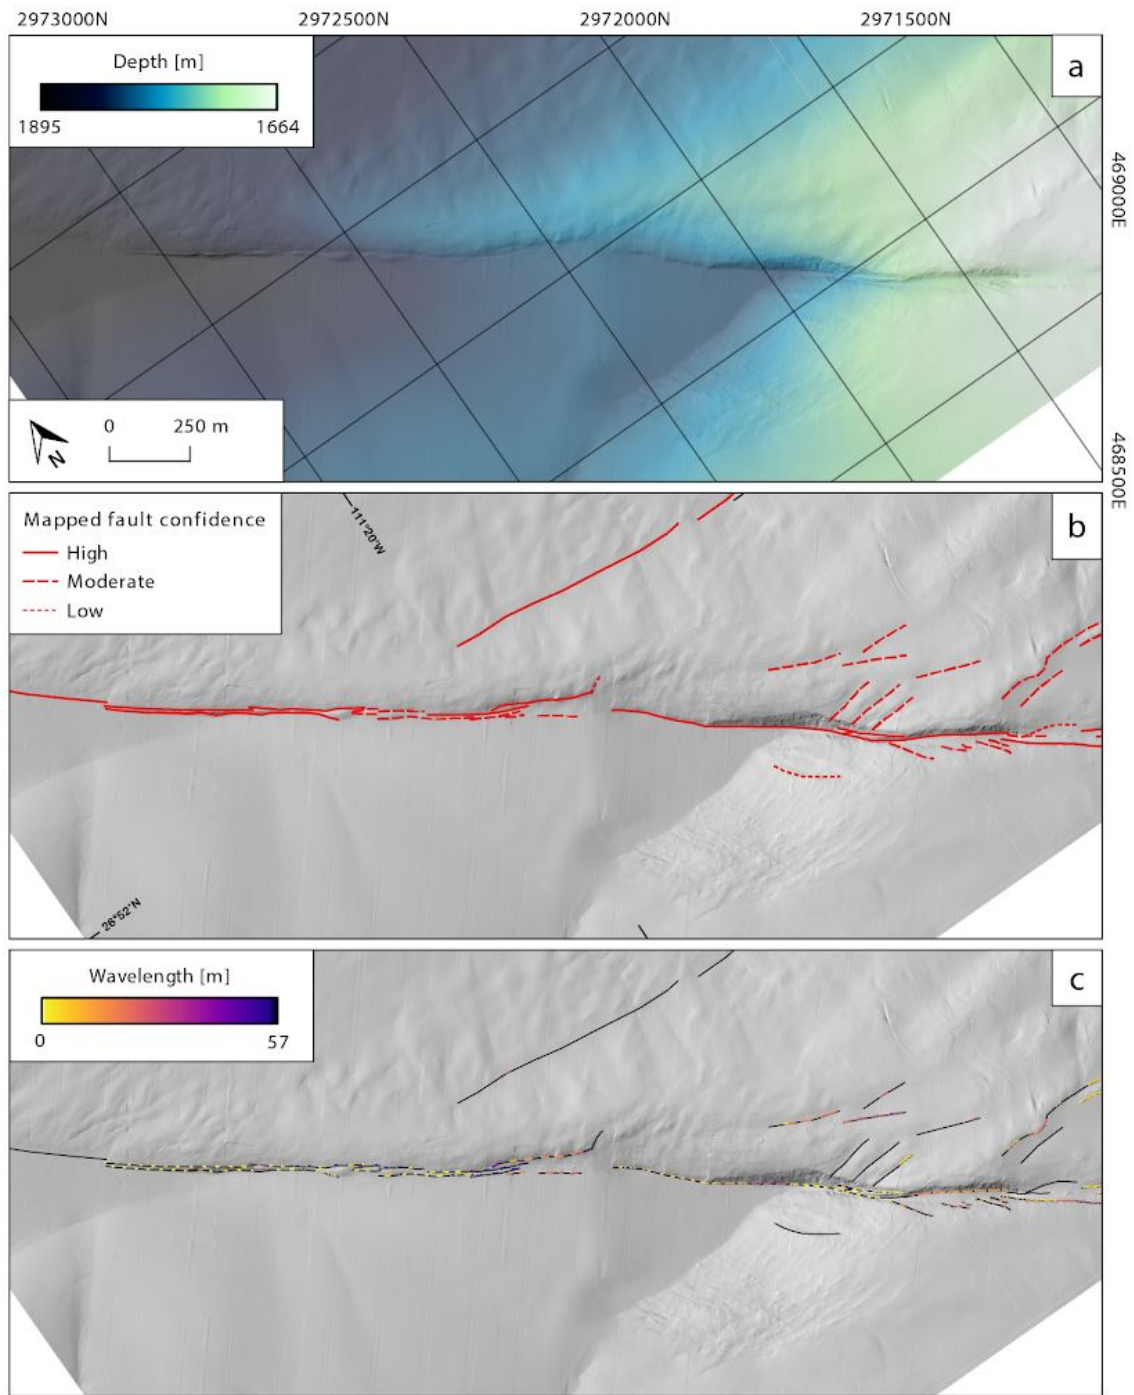 2973000N 2972500N 2972000N 2971500N
Depth [m]
1895 1664
a
469000E
468500E
0 250 m
N
Mapped fault confidence
High
Moderate
Low
111°20'W
b
26°52'N
Wavelength [m]
0 57
c